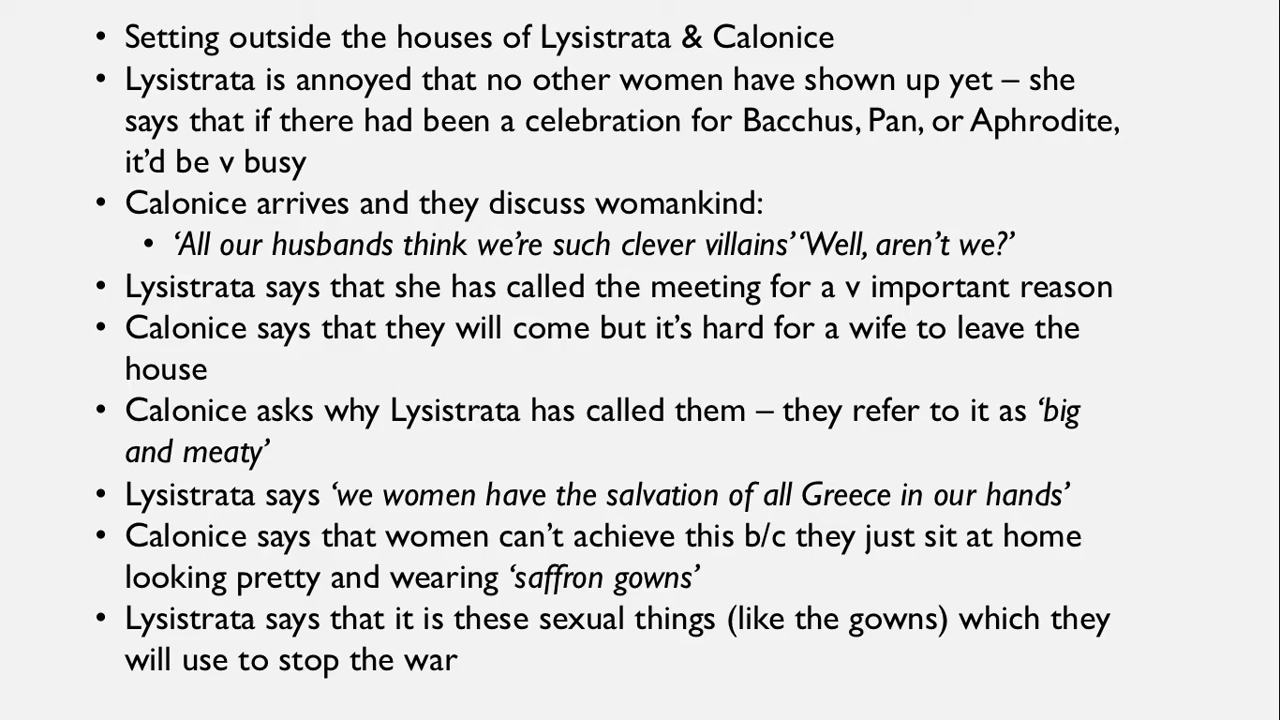 • Setting outside the houses of Lysistrata & Calonice
• Lysistrata is annoyed that no other women have shown up yet – she
says that if there had been a celebration for Bacchus, Pan, or Aphrodite,
it’d be v busy
• Calonice arrives and they discuss womankind:
• ‘All our husbands think we’re such clever villains’ ‘Well, aren’t we?’
• Lysistrata says that she has called the meeting for a v important reason
• Calonice says that they will come but it’s hard for a wife to leave the
house
• Calonice asks why Lysistrata has called them – they refer to it as ‘big
and meaty’
• Lysistrata says ‘we women have the salvation of all Greece in our hands’
• Calonice says that women can’t achieve this b/c they just sit at home
looking pretty and wearing ‘saffron gowns’
• Lysistrata says that it is these sexual things (like the gowns) which they
will use to stop the war